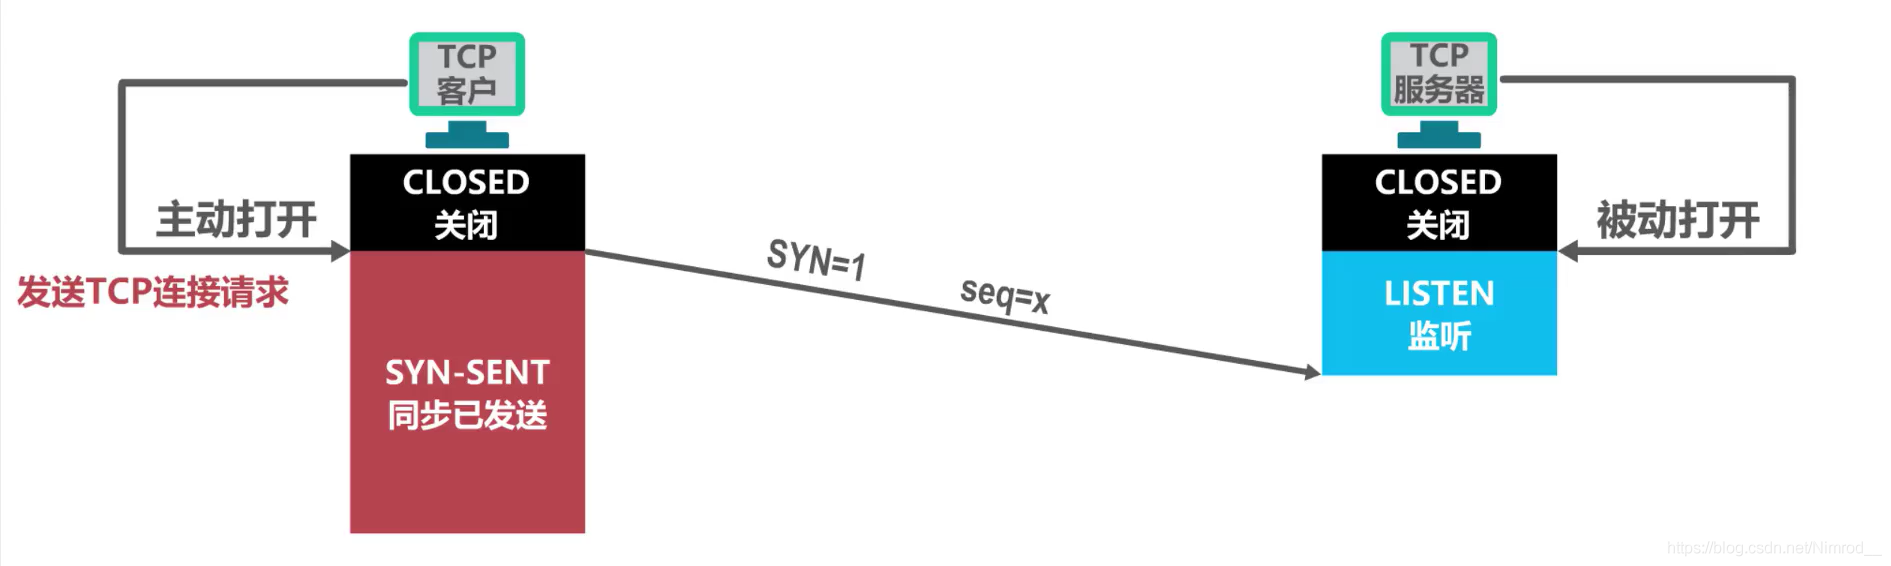 TCP
客户
TCP
服务器
CLOSED
关闭
CLOSED
关闭
主动打开
被动打开
发送TCP连接请求
SYN=1
seq=x
LISTEN
监听
SYN-SENT
同步已发送
https://blog.csdn.net/Nimrod__